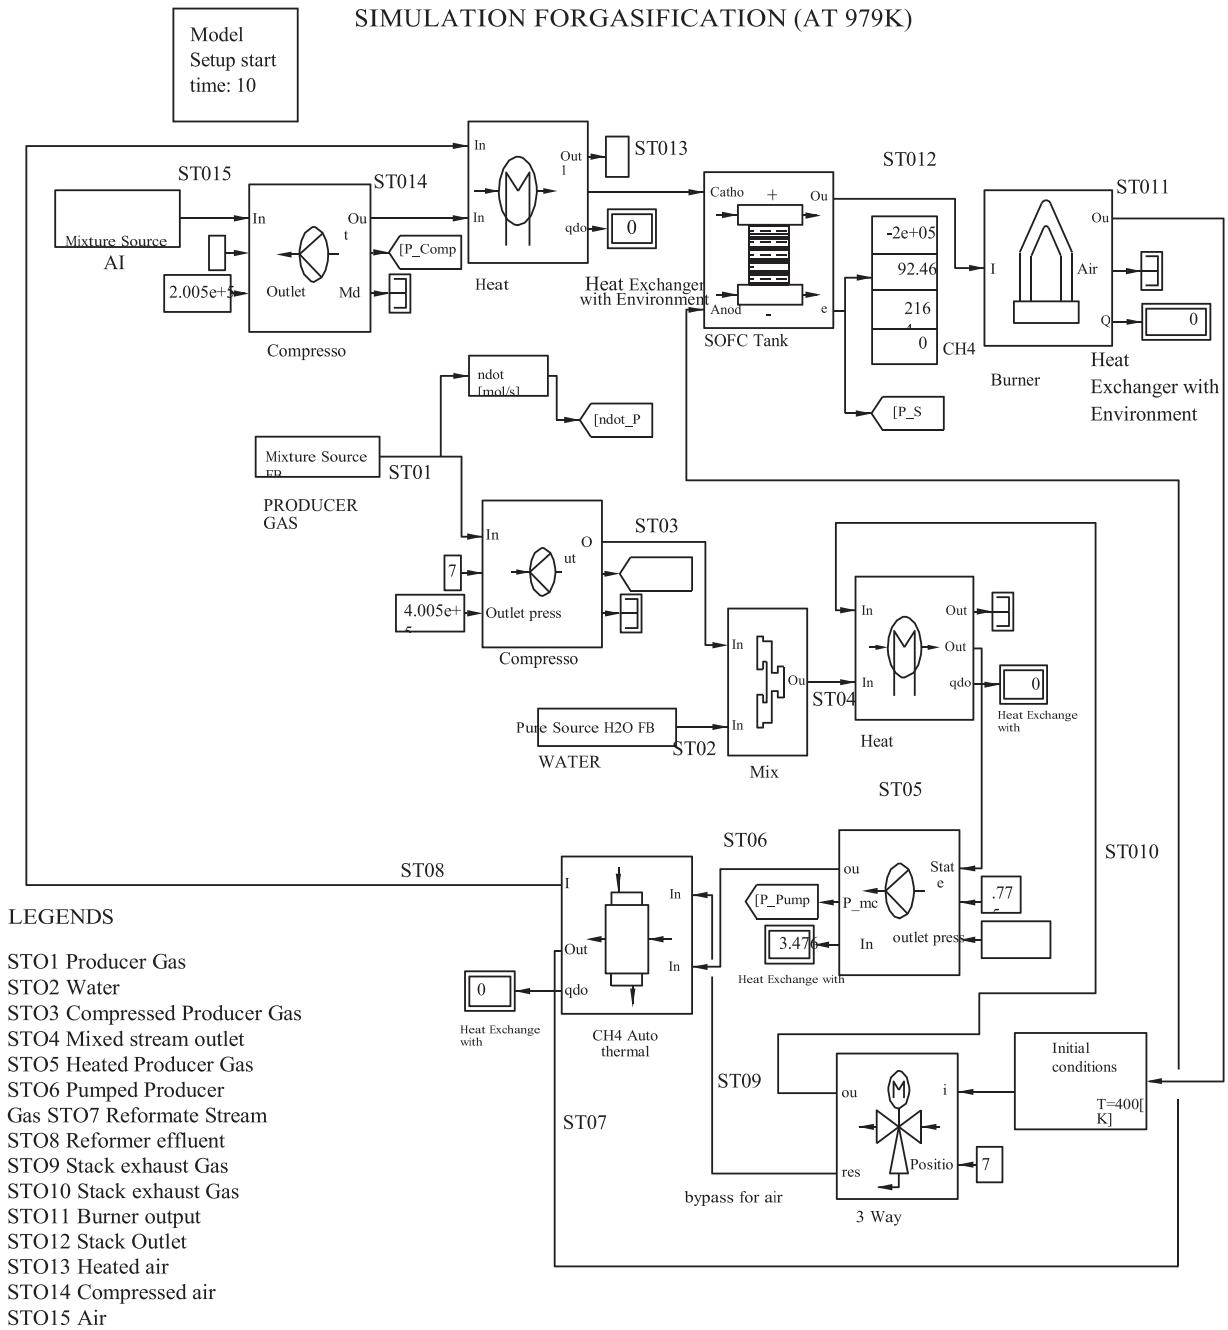 SIMULATION FORGASIFICATION (AT 979K)
Model
Setup start
time: 10
ST015
Mixture Source
AI
In
Ou
t
Outlet
Md
2.005e+5
Compresso
ST014
[P_Comp
In
In
Out
1
qdo
Heat
ST013
0
Heat Exchanger
with Environment
Catho
+
Ou
Anod
-
e
SOFC Tank
ST012
-2e+05
92.46
216
0
CH4
[P_S
I
Ou
Air
Q
Burner
ST011
0
Heat
Exchanger with
Environment
ndot
[mol/s]
[ndot_P
Mixture Source
FB
ST01
PRODUCER
GAS
In
O
ut
Outlet press
7
4.005e+
Compresso
ST03
In
Ou
In
Mix
Pure Source H2O FB
ST02
WATER
ST04
In
Out
Out
In
qdo
Heat
0
Heat Exchange
with
ST05
ST06
ou
Stat
e
P_mc
In
outlet press
.77
[P_Pump
3.476
Heat Exchange with
ST010
ST08
I
In
Out
In
qdo
0
Heat Exchange
with
CH4 Auto
thermal
ST09
ST07
ou
M
i
Positio
res
7
3 Way
bypass for air
Initial
conditions
T=400[
K]
LEGENDS
STO1 Producer Gas
STO2 Water
STO3 Compressed Producer Gas
STO4 Mixed stream outlet
STO5 Heated Producer Gas
STO6 Pumped Producer
Gas STO7 Reformate Stream
STO8 Reformer effluent
STO9 Stack exhaust Gas
STO10 Stack exhaust Gas
STO11 Burner output
STO12 Stack Outlet
STO13 Heated air
STO14 Compressed air
STO15 Air